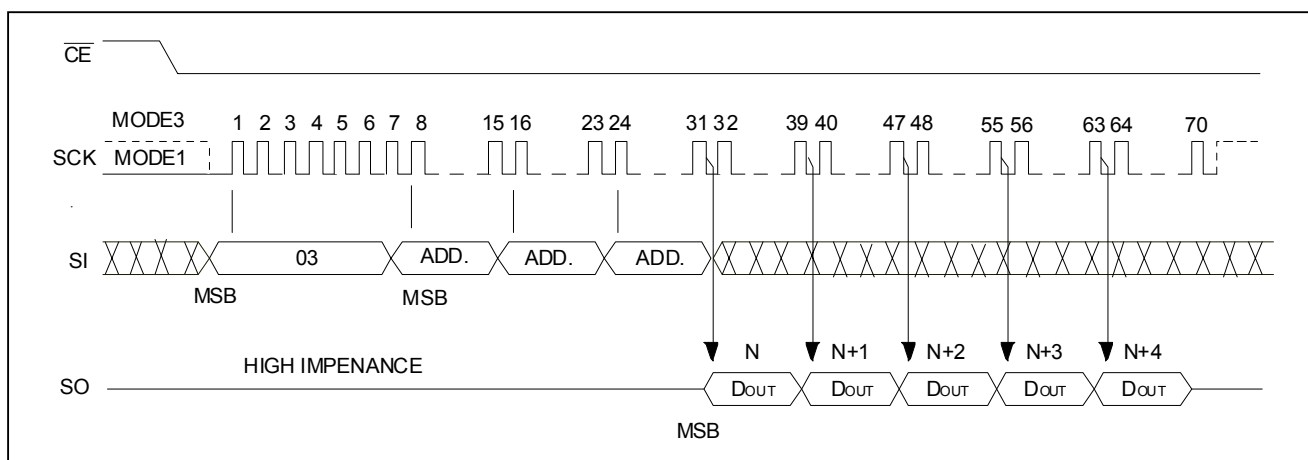 CE
MODE3
1 2 3 4 5 6 7 8 15 16 23 24 31 32 39 40 47 48 55 56 63 64 70
SCK MODE1
SI 03 ADD. ADD. ADD.
MSB MSB
HIGH IMPENANCE N N+1 N+2 N+3 N+4
SO DOUT DOUT DOUT DOUT DOUT
MSB